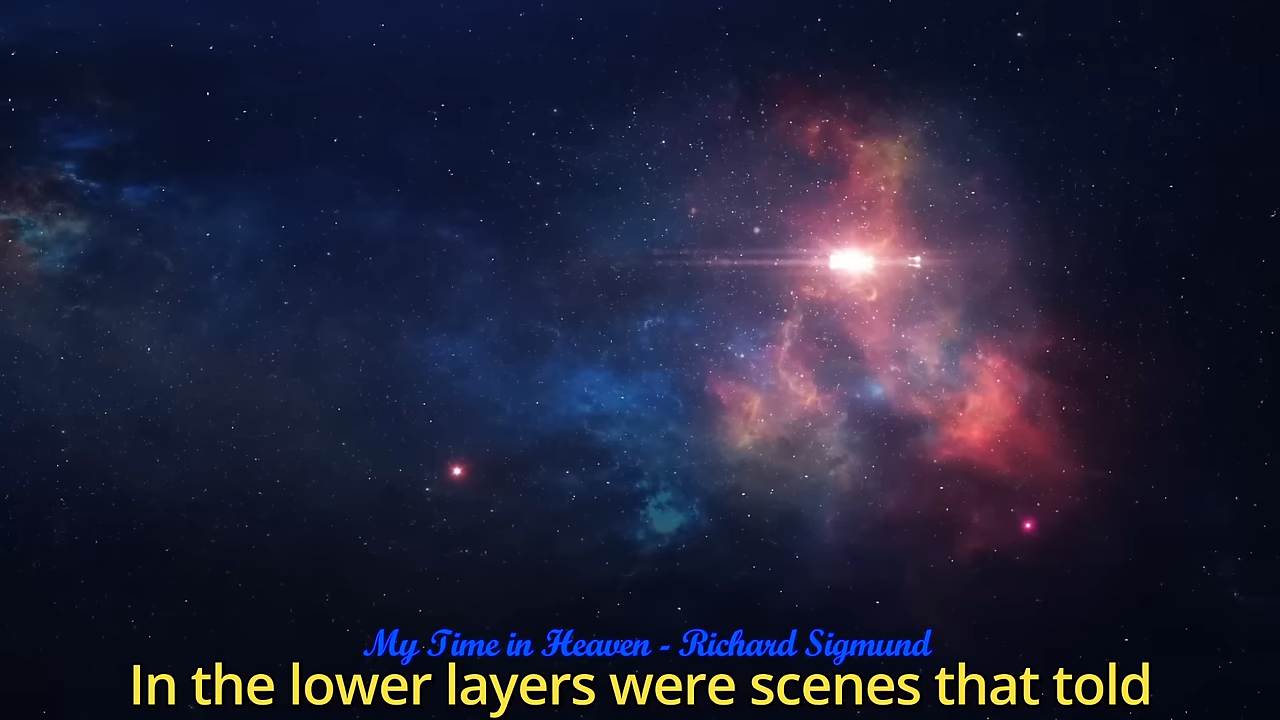 My Time in Heaven - Richard Sigmund
In the lower layers were scenes that told